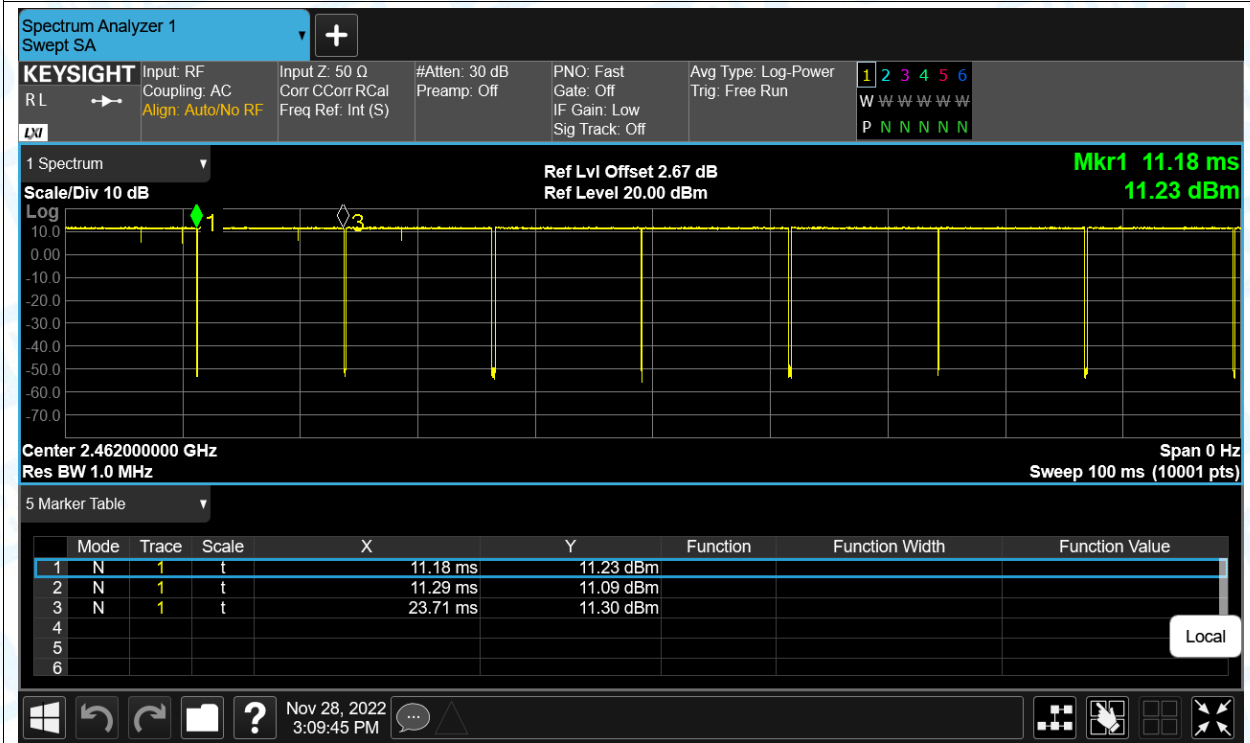 Spectrum Analyzer 1
Swept SA
+
KEYSIGHT Input: RF Input Z: 50 Ω #Atten: 30 dB PNO: Fast Avg Type: Log-Power 1 2 3 4 5 6
R L Coupling: AC Corr CCorr RCal Preamp: Off Gate: Off Trig: Free Run W W W W W W
Align: Auto/No RF Freq Ref: Int (S) IF Gain: Low
LXI Sig Track: Off P N N N N N
1 Spectrum Ref Lvl Offset 2.67 dB Mkr1 11.18 ms
Scale/Div 10 dB Ref Level 20.00 dBm 11.23 dBm
Log
1 3
10.0
0.00
-10.0
-20.0
-30.0
-40.0
-50.0
-60.0
-70.0
Center 2.462000000 GHz Span 0 Hz
Res BW 1.0 MHz Sweep 100 ms (10001 pts)
5 Marker Table
Mode Trace Scale X Y Function Function Width Function Value
1 N 1 t 11.18 ms 11.23 dBm
2 N 1 t 11.29 ms 11.09 dBm
3 N 1 t 23.71 ms 11.30 dBm
4
5
6
Local
? Nov 28, 2022
3:09:45 PM